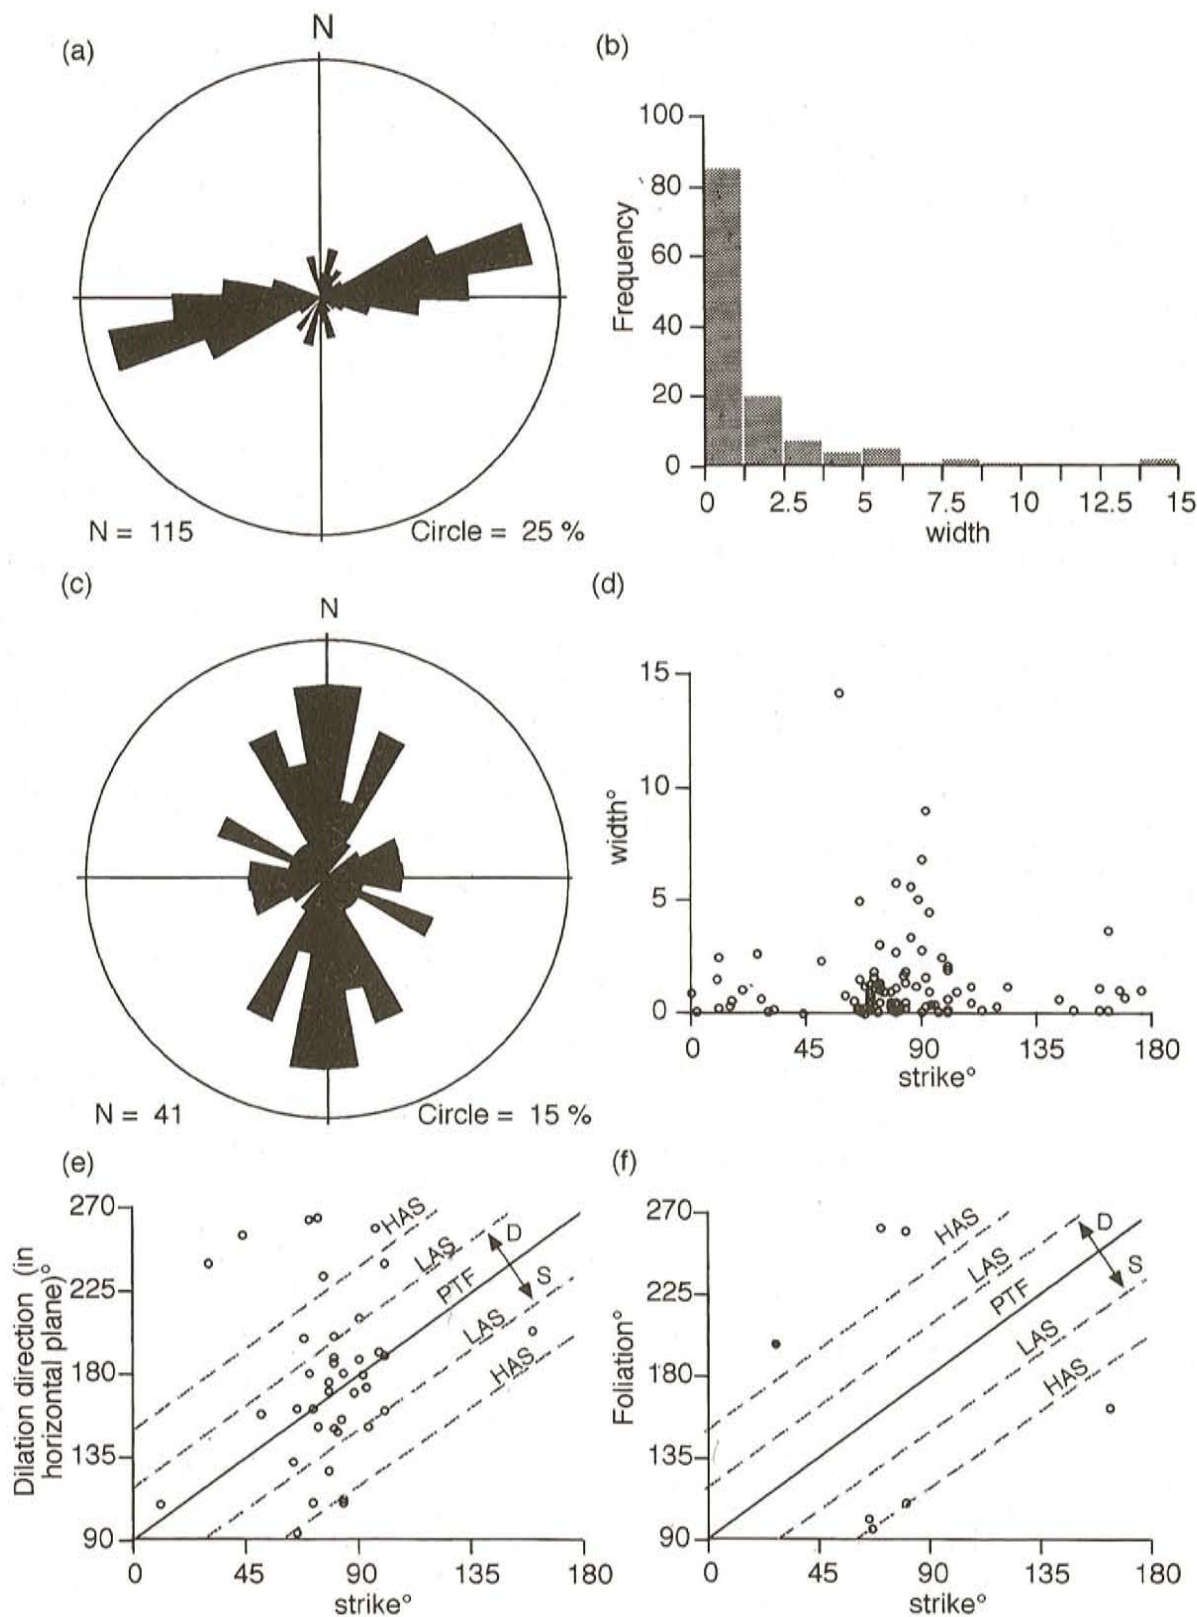 (a)
N
N = 115
Circle = 25 %
(b)
Frequency
100
80
60
40
20
0
0 2.5 5 7.5 10 12.5 15
width
(c)
N
N = 41
Circle = 15 %
(d)
width°
15
10
5
0
0 45 90 135 180
strike°
(e)
Dilation direction (in
horizontal plane)°
270
225
180
135
90
0 45 90 135 180
strike°
HAS
LAS
D
S
PTF
LAS
HAS
(f)
Foliation°
270
225
180
135
90
0 45 90 135 180
strike°
HAS
LAS
D
S
PTF
LAS
HAS